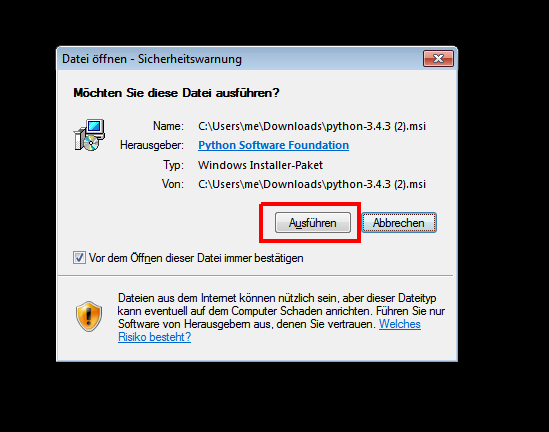 Datei öffnen - Sicherheitswarnung
Möchten Sie diese Datei ausführen?
Name: C:\Users\me\Downloads\python-3.4.3 (2).msi
Herausgeber: Python Software Foundation
Typ: Windows Installer-Paket
Von: C:\Users\me\Downloads\python-3.4.3 (2).msi
Ausführen Abbrechen
Vor dem Öffnen dieser Datei immer bestätigen
Dateien aus dem Internet können nützlich sein, aber dieser Dateityp
kann eventuell auf dem Computer Schaden anrichten. Führen Sie nur
Software von Herausgebern aus, denen Sie vertrauen. Welches
Risiko besteht?